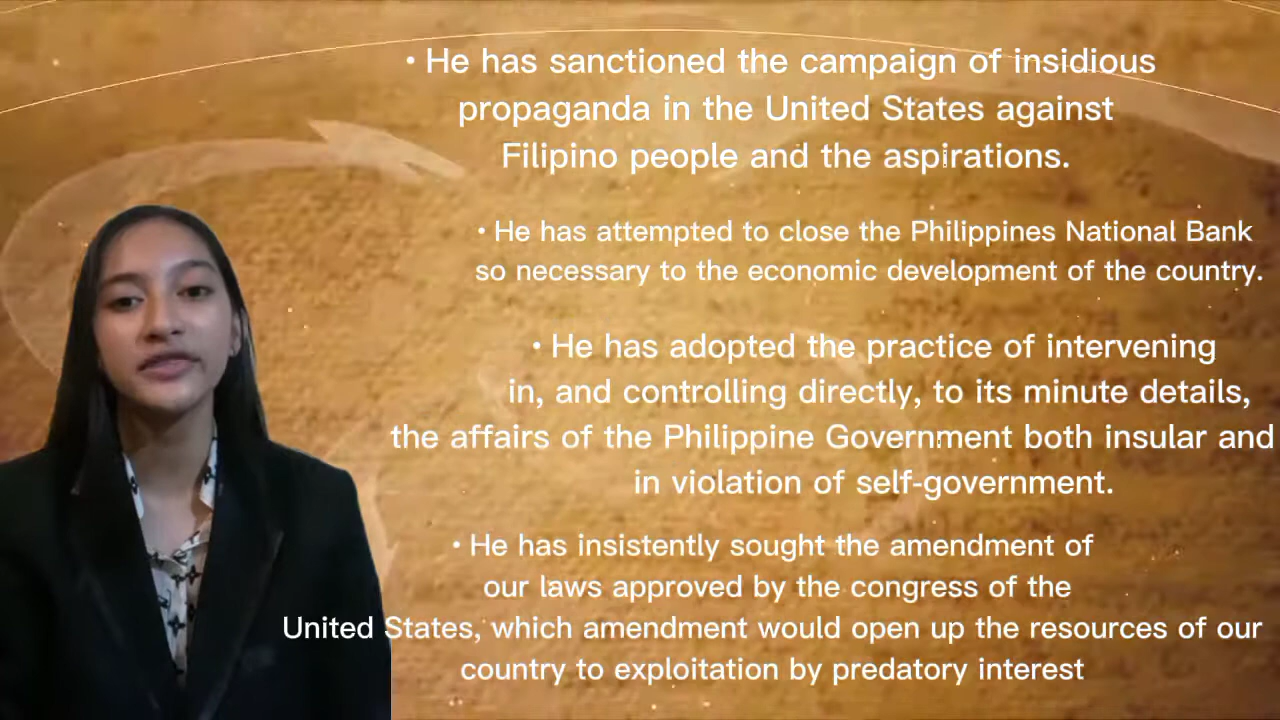 • He has sanctioned the campaign of insidious
propaganda in the United States against
Filipino people and the aspirations.
• He has attempted to close the Philippines National Bank
so necessary to the economic development of the country.
• He has adopted the practice of intervening
in, and controlling directly, to its minute details,
the affairs of the Philippine Government both insular and
in violation of self-government.
• He has insistently sought the amendment of
our laws approved by the congress of the
United States, which amendment would open up the resources of our
country to exploitation by predatory interest